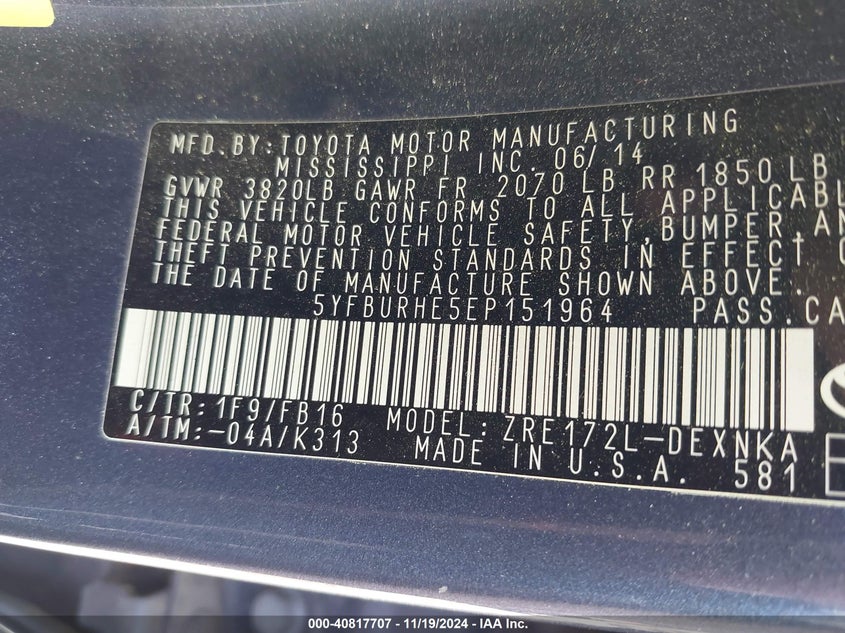 MFD. BY: TOYOTA MOTOR MANUFACTURING
MISSISSIPPI INC. 06/14
GVWR 3820LB GAWR FR 2070 LB RR 1850 LB
THIS VEHICLE CONFORMS TO ALL APPLICABL
FEDERAL MOTOR VEHICLE SAFETY, BUMPER, AN
THEFT PREVENTION STANDARDS IN EFFECT O
THE DATE OF MANUFACTURE SHOWN ABOVE.
5YFBURHE5EP151964 PASS.CA
C/TR: 1F9/FB16 MODEL: ZRE172L-DEXNKA
A/TM: -04A/K313 MADE IN U.S.A. 581
000-40817707 - 11/19/2024 - IAA Inc.